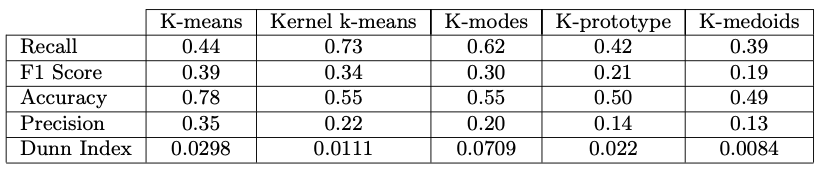 K-means Kernel k-means K-modes K-prototype K-medoids
Recall 0.44 0.73 0.62 0.42 0.39
F1 Score 0.39 0.34 0.30 0.21 0.19
Accuracy 0.78 0.55 0.55 0.50 0.49
Precision 0.35 0.22 0.20 0.14 0.13
Dunn Index 0.0298 0.0111 0.0709 0.022 0.0084